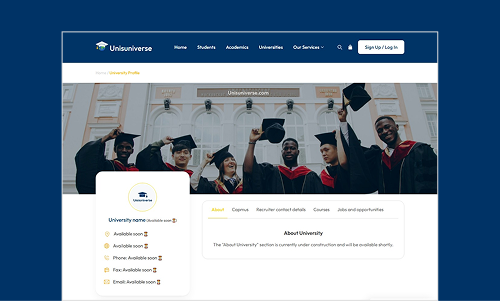 Unisuniverse
Home Students Academics Universities Our Services Sign Up / Log In
Home / University Profile
Unisuniverse.com
Unisuniverse
University name (Available soon ⏳)
Available soon ⏳
Available soon ⏳
Phone: Available soon ⏳
Fax: Available soon ⏳
Email: Available soon ⏳
About Copmus Recruiter contact details Courses Jobs and opportunities
About University
The "About University" section is currently under construction and will be available shortly.